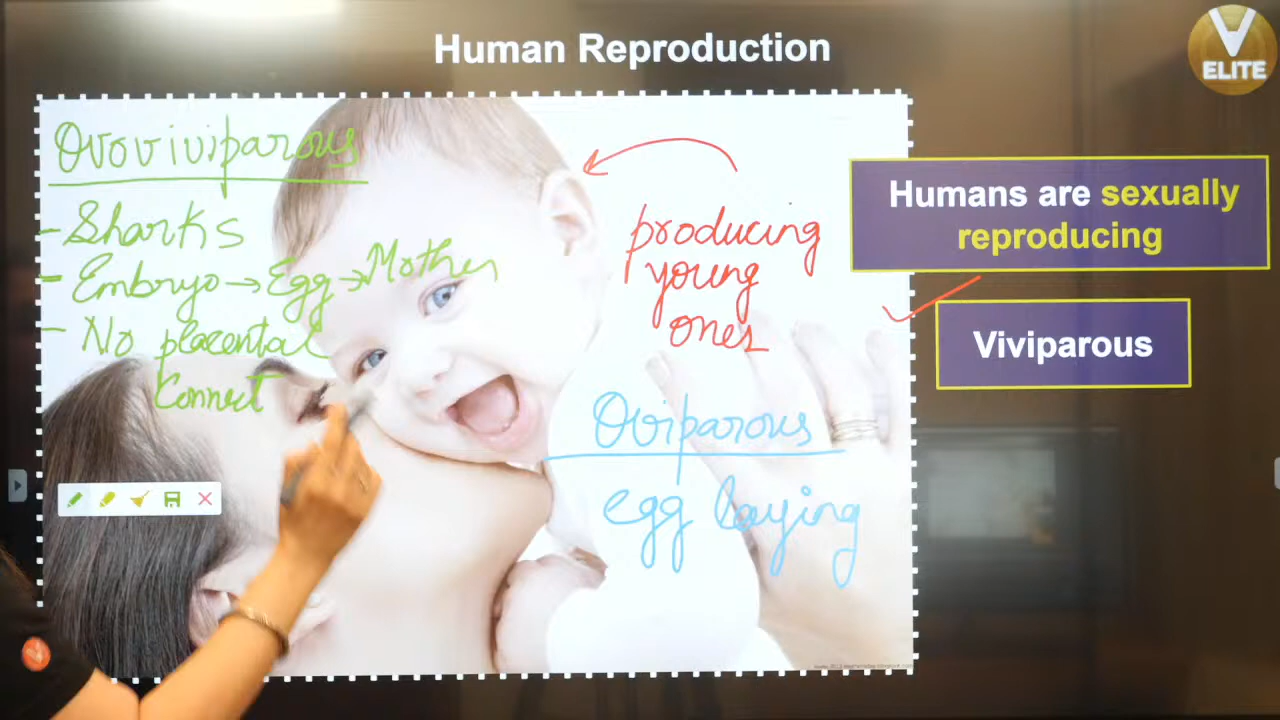 Human Reproduction
V
ELITE
Ovoviviparous
- Sharks
- Embryo → Egg → Mother
- No placental
Connect
producing
young
ones
Humans are sexually
reproducing
Viviparous
Oviparous
egg laying